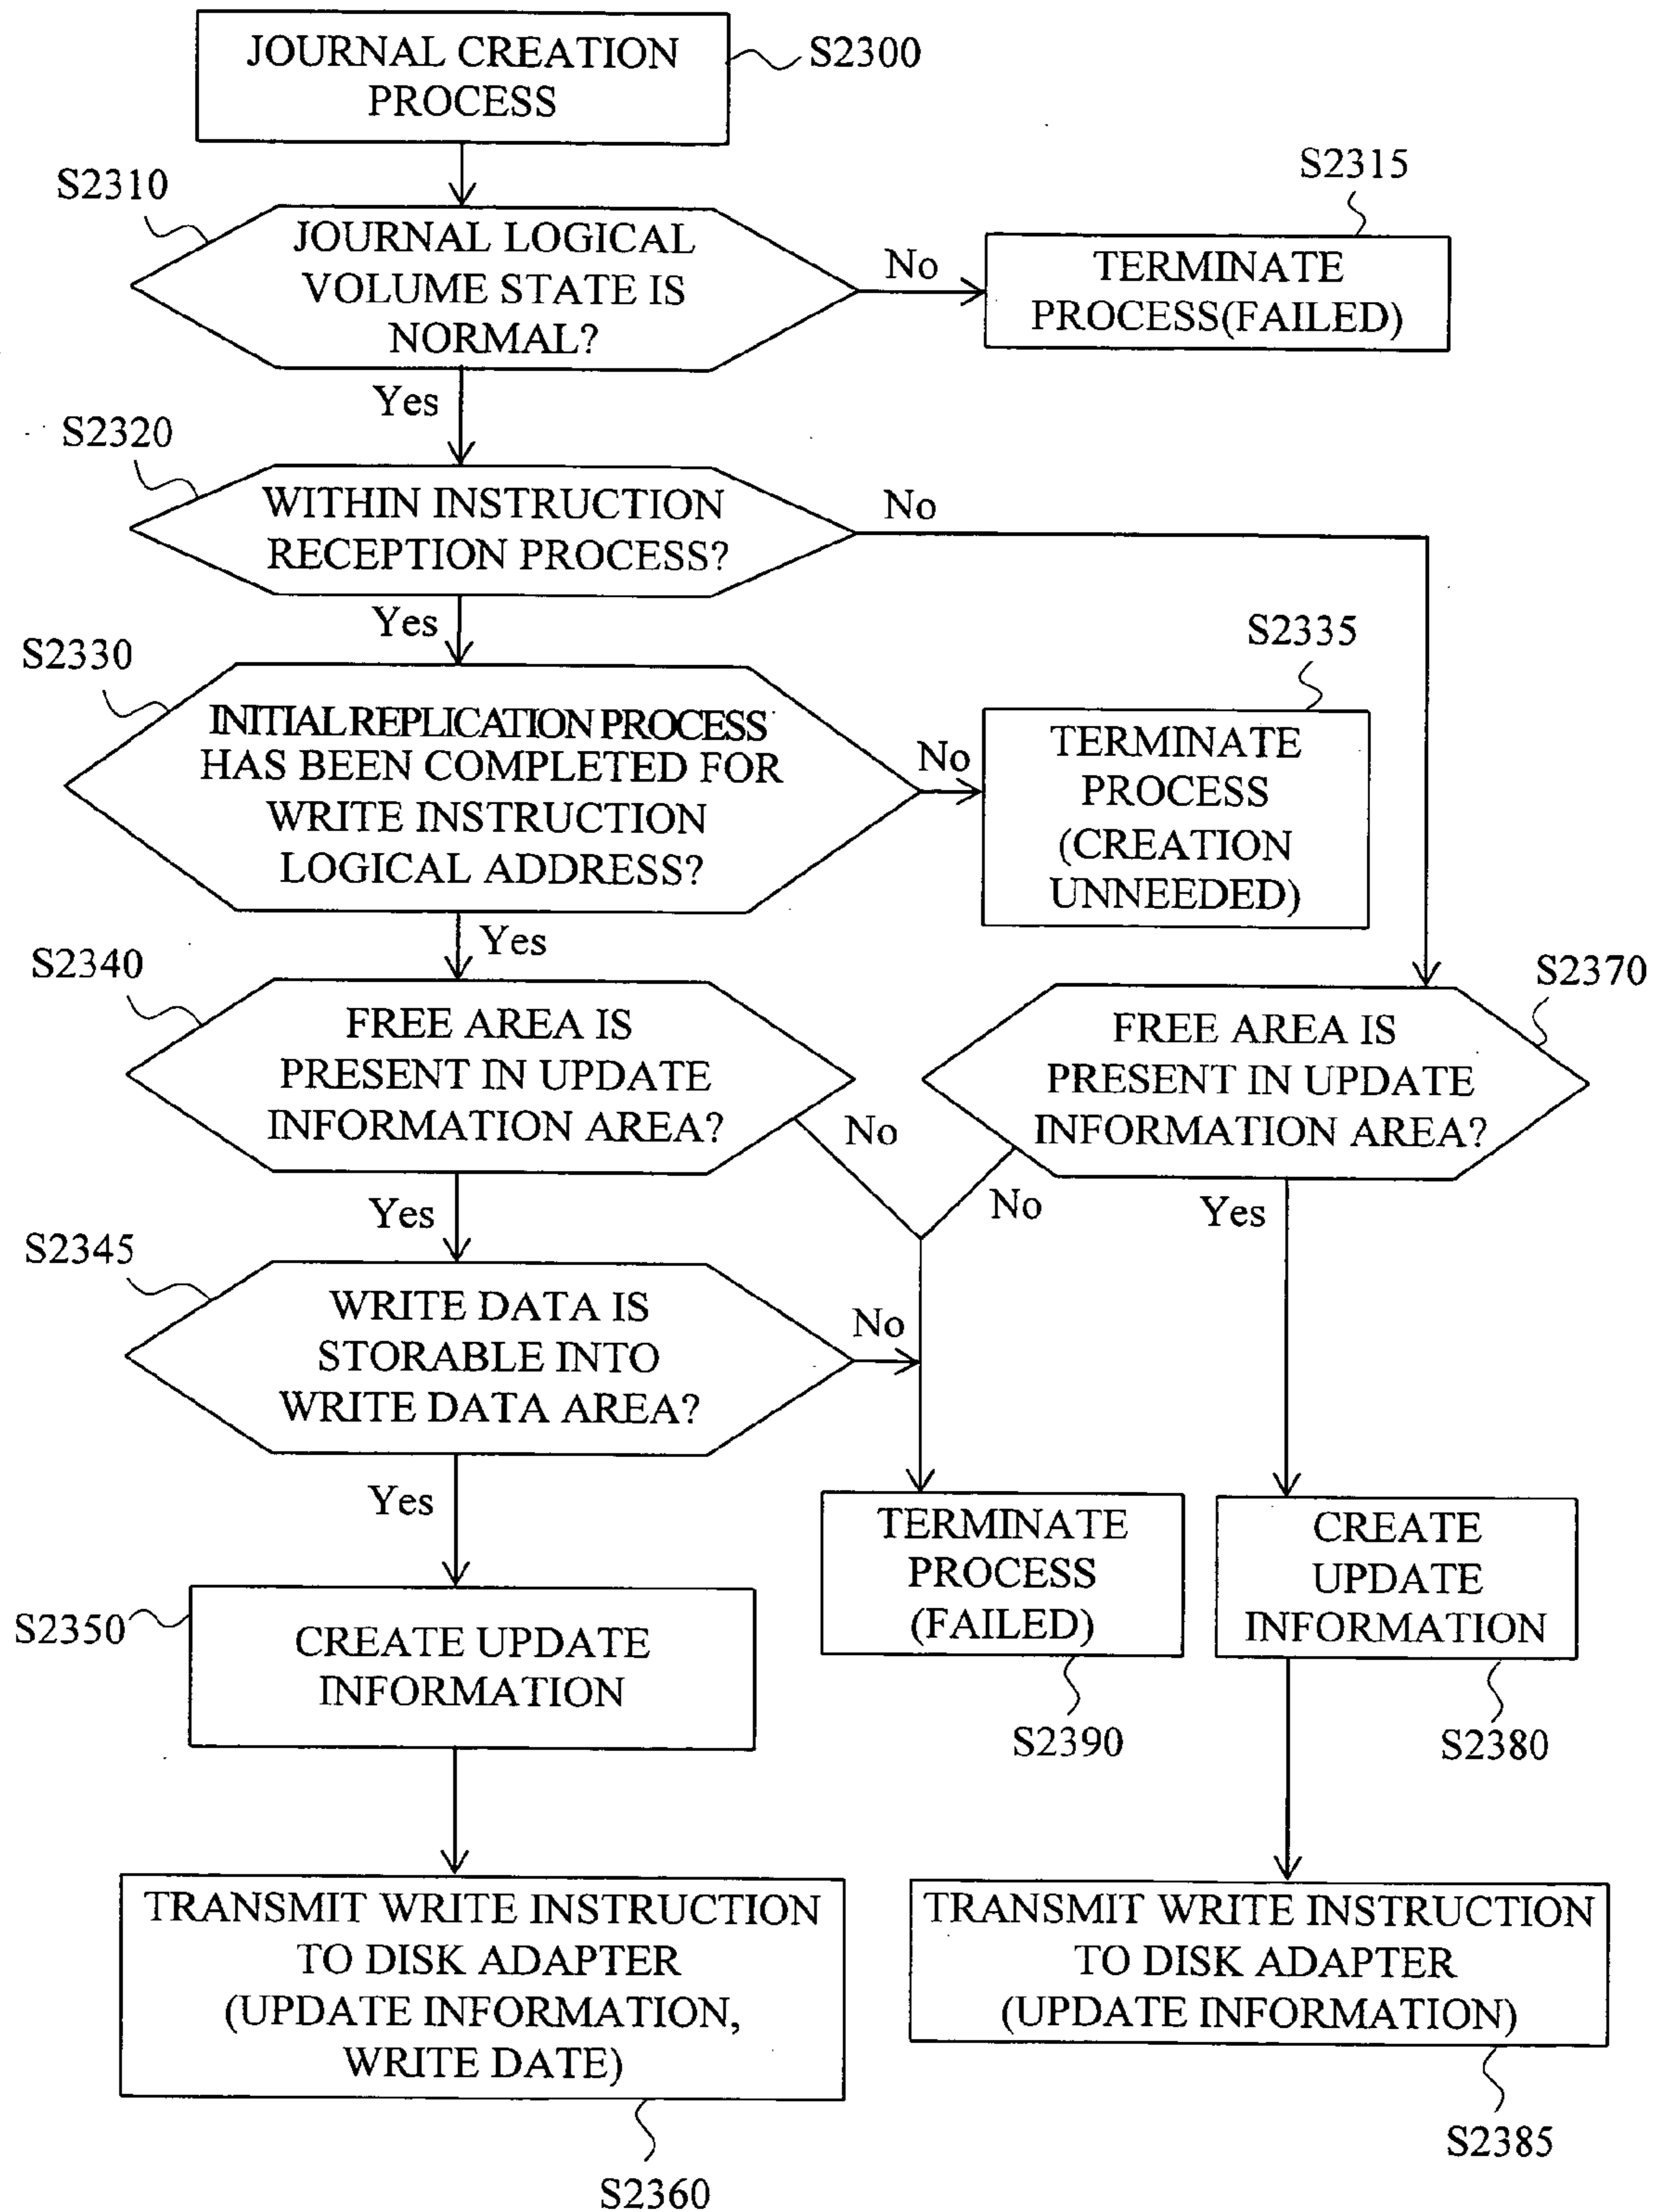 JOURNAL CREATION
PROCESS
S2300
S2310
JOURNAL LOGICAL
VOLUME STATE IS
NORMAL?
No
S2315
TERMINATE
PROCESS(FAILED)
Yes
S2320
WITHIN INSTRUCTION
RECEPTION PROCESS?
No
Yes
S2330
INITIAL REPLICATION PROCESS
HAS BEEN COMPLETED FOR
WRITE INSTRUCTION
LOGICAL ADDRESS?
No
S2335
TERMINATE
PROCESS
(CREATION
UNNEEDED)
Yes
S2340
FREE AREA IS
PRESENT IN UPDATE
INFORMATION AREA?
No
S2370
FREE AREA IS
PRESENT IN UPDATE
INFORMATION AREA?
No
Yes
Yes
S2345
WRITE DATA IS
STORABLE INTO
WRITE DATA AREA?
No
Yes
TERMINATE
PROCESS
(FAILED)
S2390
CREATE
UPDATE
INFORMATION
S2380
S2350
CREATE UPDATE
INFORMATION
TRANSMIT WRITE INSTRUCTION
TO DISK ADAPTER
(UPDATE INFORMATION,
WRITE DATE)
S2360
TRANSMIT WRITE INSTRUCTION
TO DISK ADAPTER
(UPDATE INFORMATION)
S2385